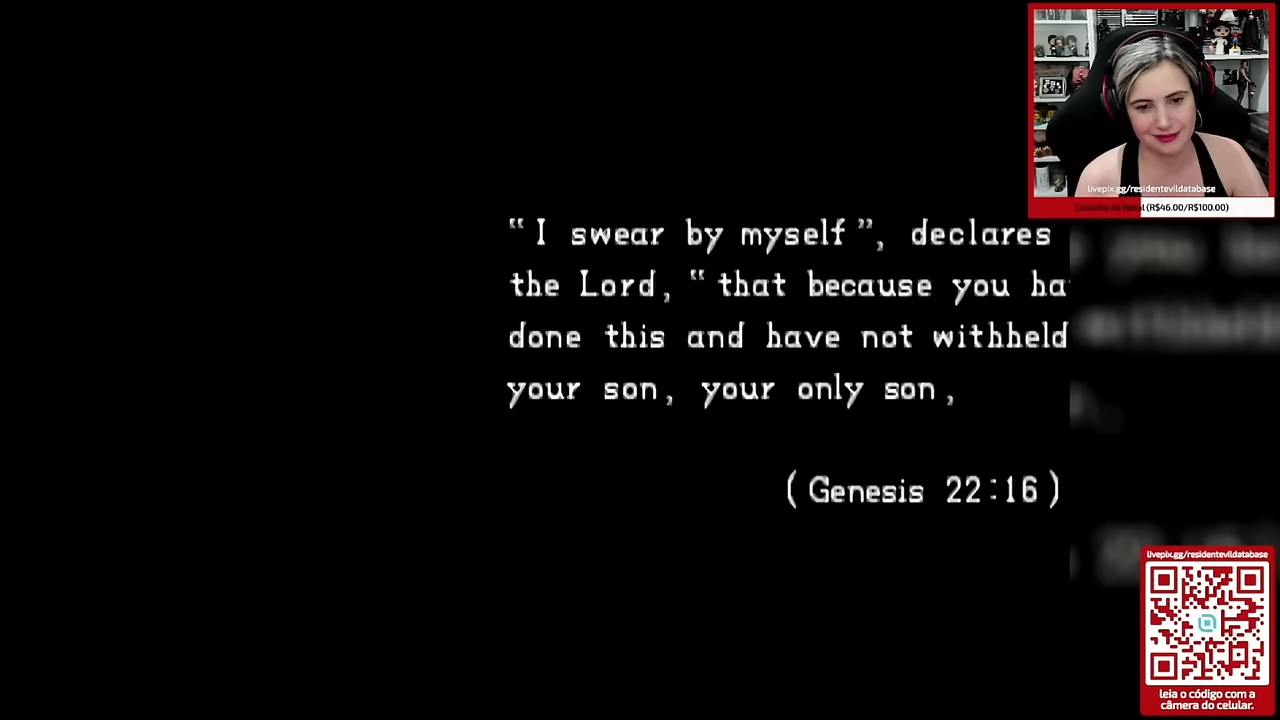 livepix.gg/residentevildatabase
(R$46.00/R$100.00)
“I swear by myself”, declares
the Lord, “that because you ha
done this and have not withheld
your son, your only son,
(Genesis 22:16)
livepix.gg/residentevildatabase
leia o código com a
câmera do celular.